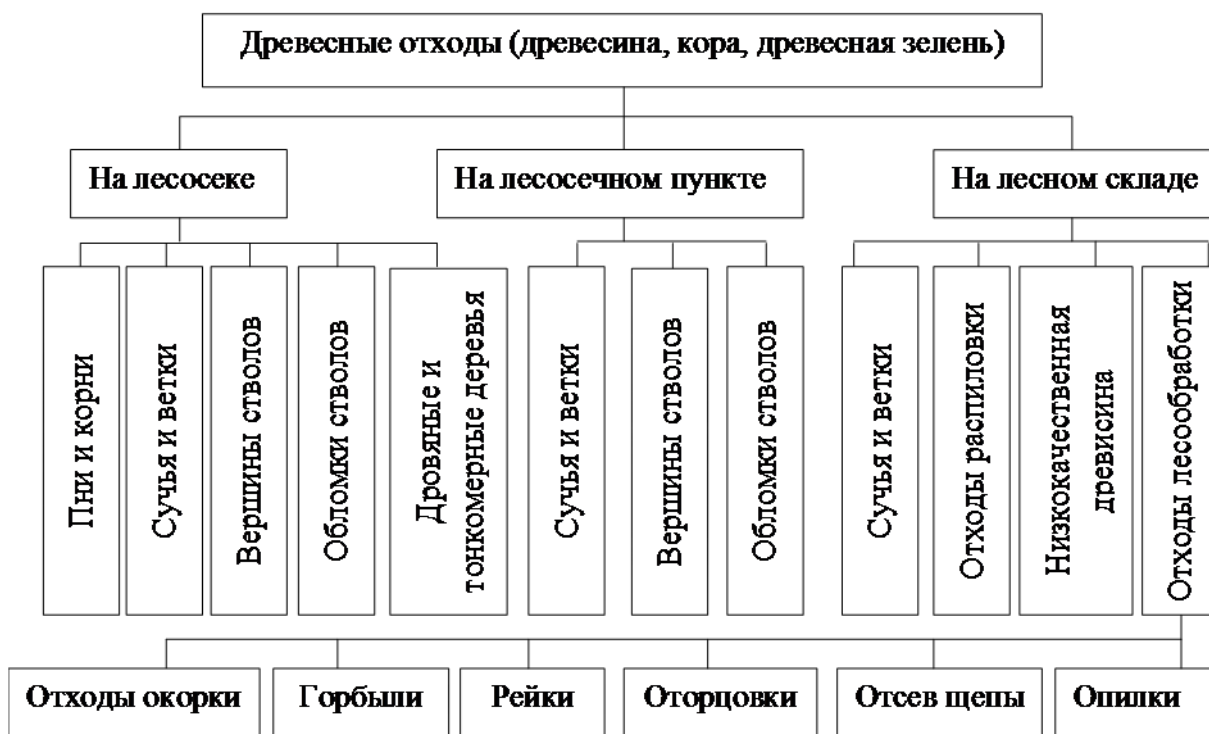 Древесные отходы (древесина, кора, древесная зелень)
На лесосеке
На лесосечном пункте
На лесном складе
Пни и корни
Сучья и ветки
Вершины стволов
Обломки стволов
Дровяные и
тонкомерные деревья
Сучья и ветки
Вершины стволов
Обломки стволов
Сучья и ветки
Отходы распиловки
Низкокачественная
древисина
Отходы лесообработки
Отходы окорки
Горбыли
Рейки
Оторцовки
Отсев щепы
Опилки